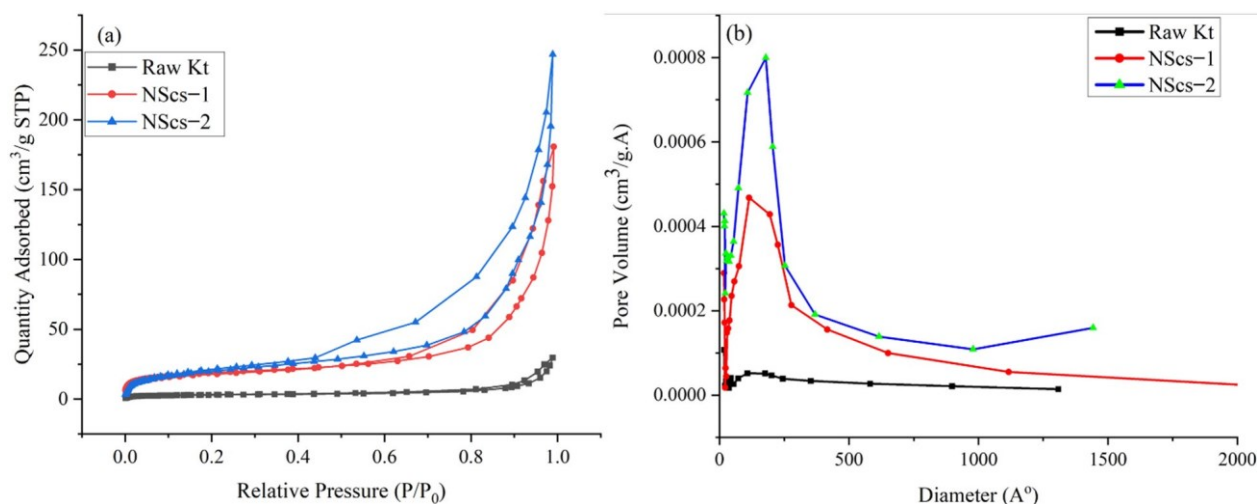 (a)
Raw Kt
NScs−1
NScs−2
Quantity Adsorbed (cm³/g STP)
250
200
150
100
50
0
0.0 0.2 0.4 0.6 0.8 1.0
Relative Pressure (P/P₀)
(b)
Raw Kt
NScs−1
NScs−2
Pore Volume (cm³/g.A)
0.0008
0.0006
0.0004
0.0002
0.0000
0 500 1000 1500 2000
Diameter (Aᵒ)